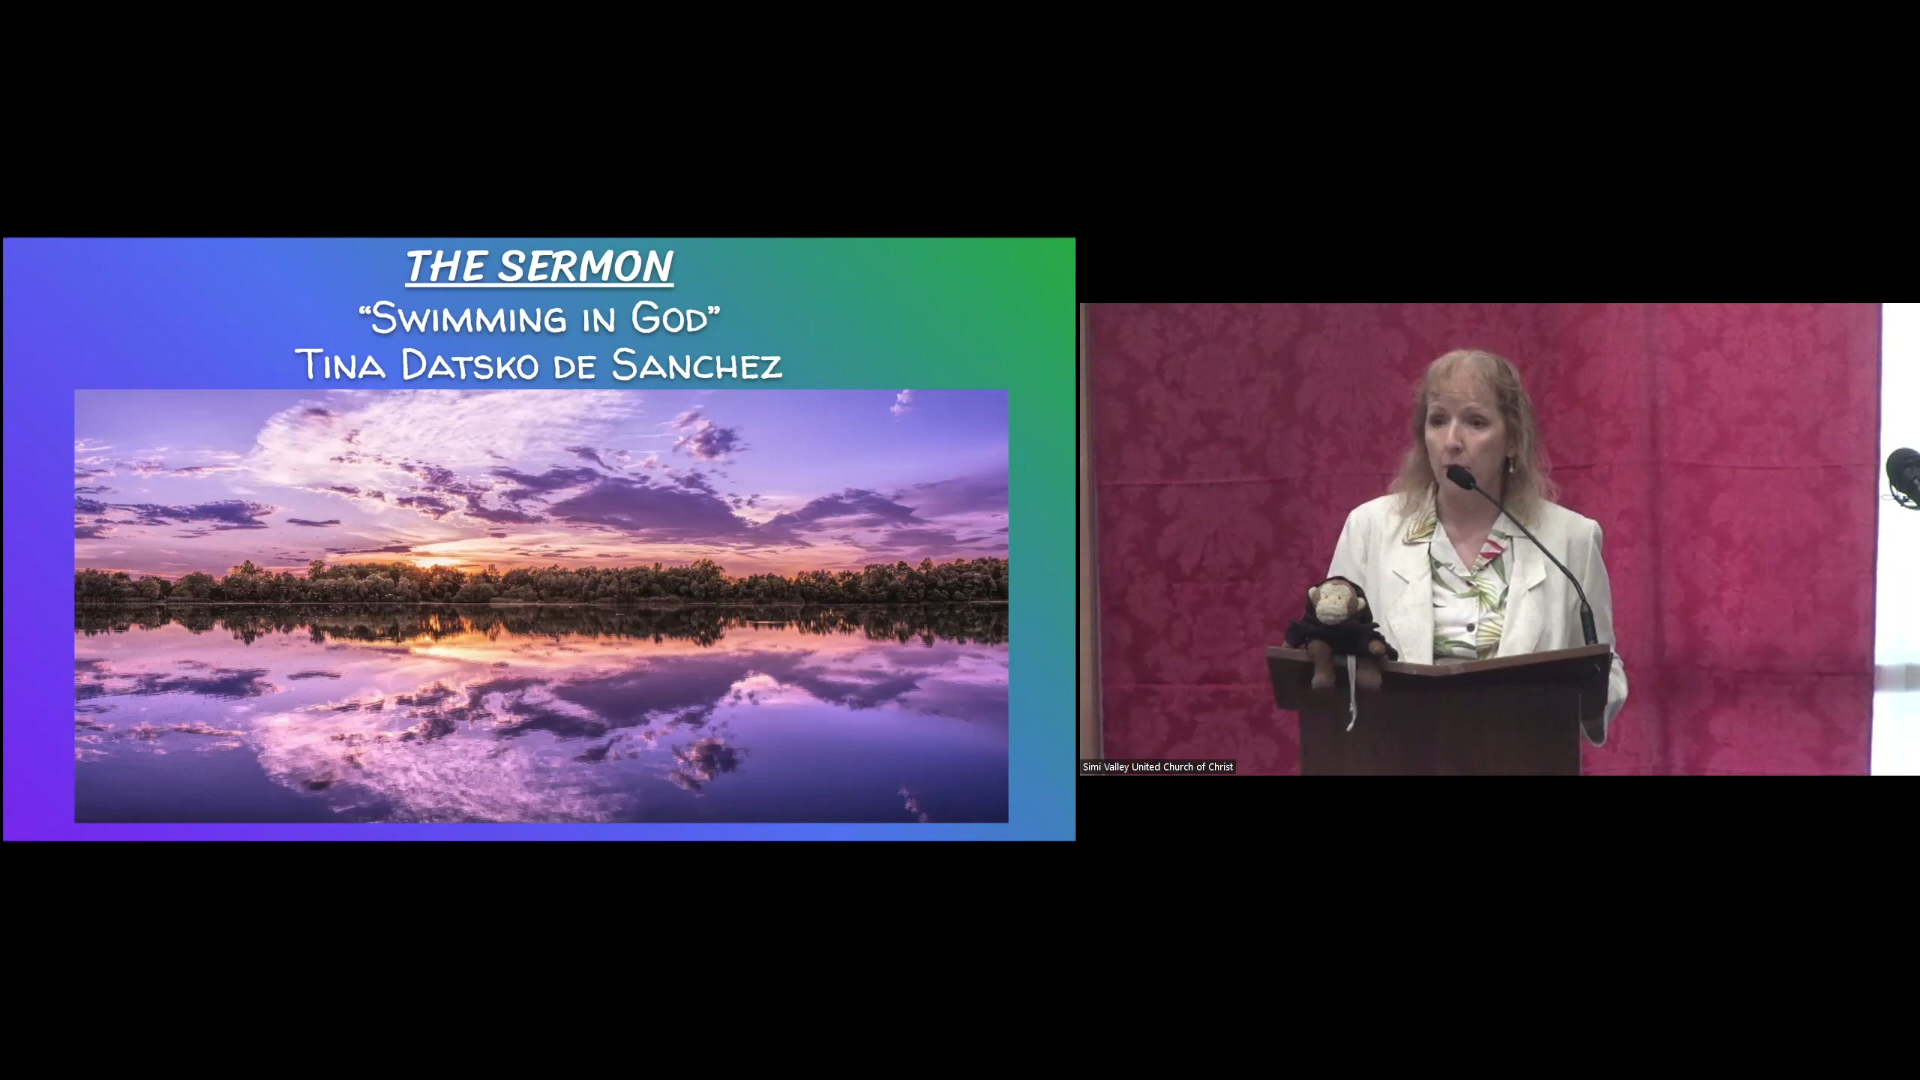 THE SERMON
“SWIMMING IN GOD”
TINA DATSKO DE SANCHEZ
Simi Valley United Church of Christ